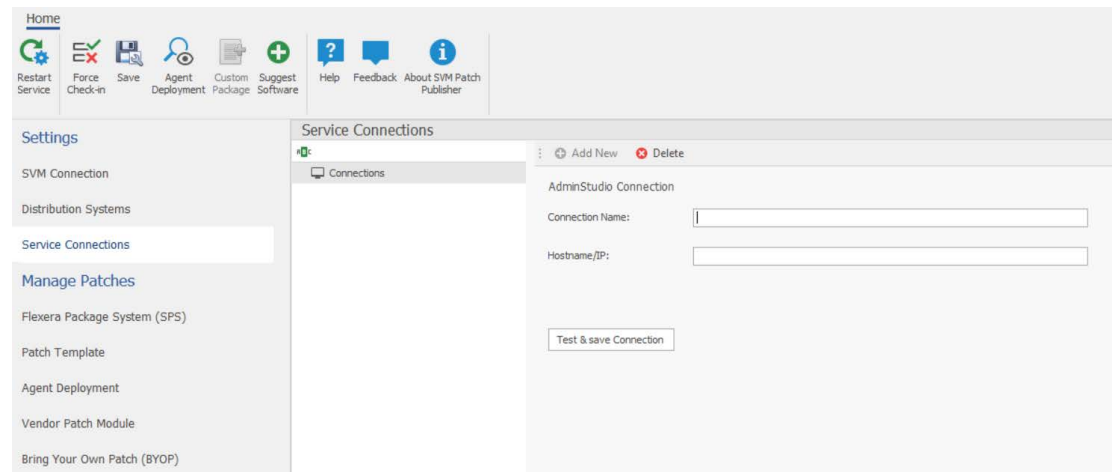 Home
Restart Service
Force Check-in
Save
Agent Deployment
Custom Package
Suggest Software
Help
Feedback
About SVM Patch Publisher
Settings
SVM Connection
Distribution Systems
Service Connections
Manage Patches
Flexera Package System (SPS)
Patch Template
Agent Deployment
Vendor Patch Module
Bring Your Own Patch (BYOP)
Service Connections
Connections
Add New
Delete
AdminStudio Connection
Connection Name:
Hostname/IP:
Test & save Connection